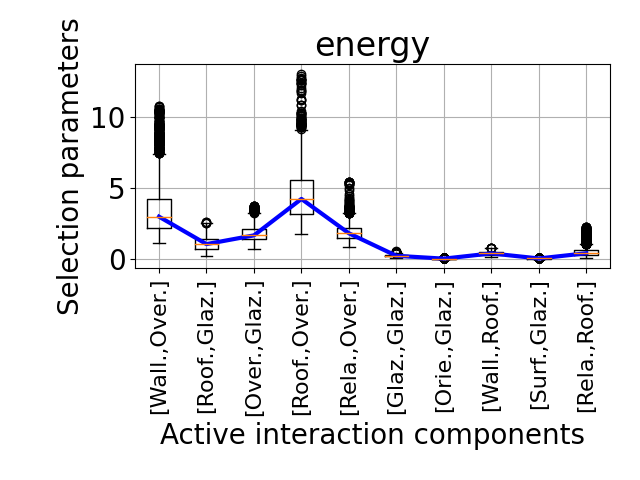 energy
Selection parameters
10
5
0
[Wall.,Over.]
[Roof.,Glaz.]
[Over.,Glaz.]
[Roof.,Over.]
[Rela.,Over.]
[Glaz.,Glaz.]
[Orie.,Glaz.]
[Wall.,Roof.]
[Surf.,Glaz.]
[Rela.,Roof.]
Active interaction components